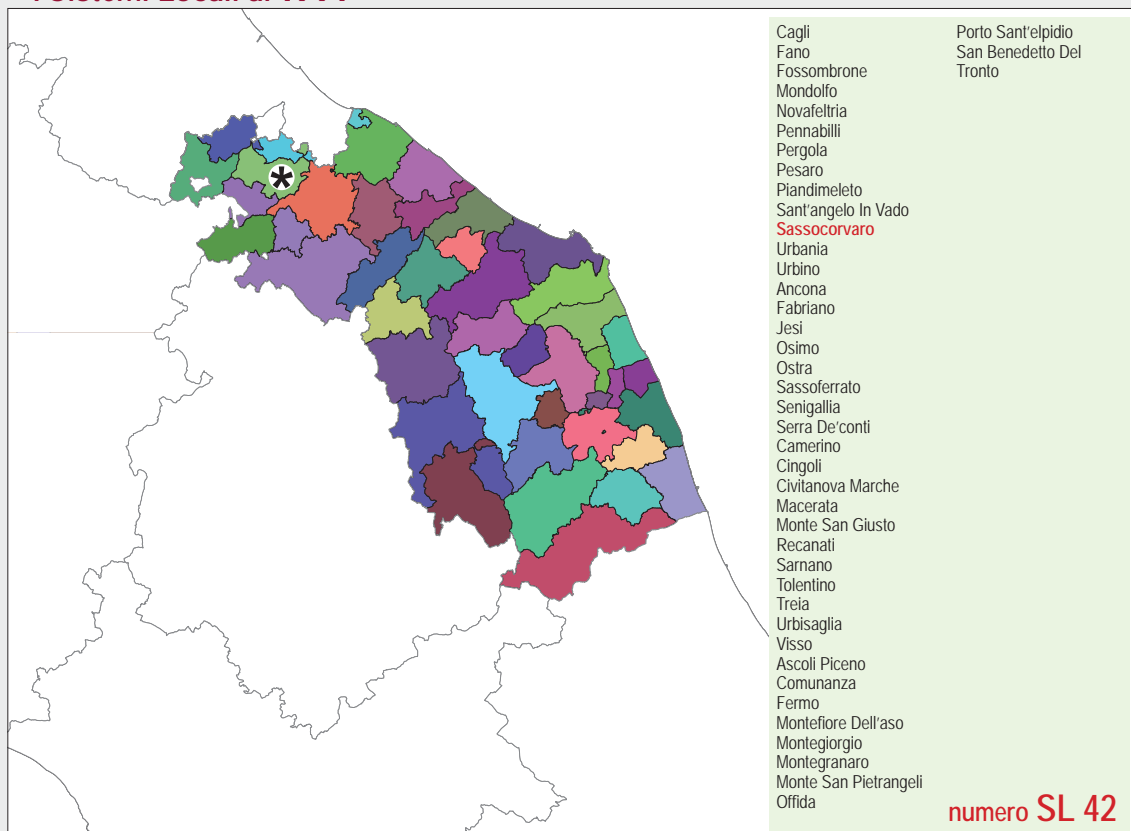 Cagli
Fano
Fossombrone
Mondolfo
Novafeltria
Pennabilli
Pergola
Pesaro
Piandimeleto
Sant'angelo In Vado
Sassocorvaro
Urbania
Urbino
Ancona
Fabriano
Jesi
Osimo
Ostra
Sassoferrato
Senigallia
Serra De'conti
Camerino
Cingoli
Civitanova Marche
Macerata
Monte San Giusto
Recanati
Sarnano
Tolentino
Treia
Urbisaglia
Visso
Ascoli Piceno
Comunanza
Fermo
Montefiore Dell'aso
Montegiorgio
Montegranaro
Monte San Pietrangeli
Offida
Porto Sant'elpidio
San Benedetto Del
Tronto
numero SL 42